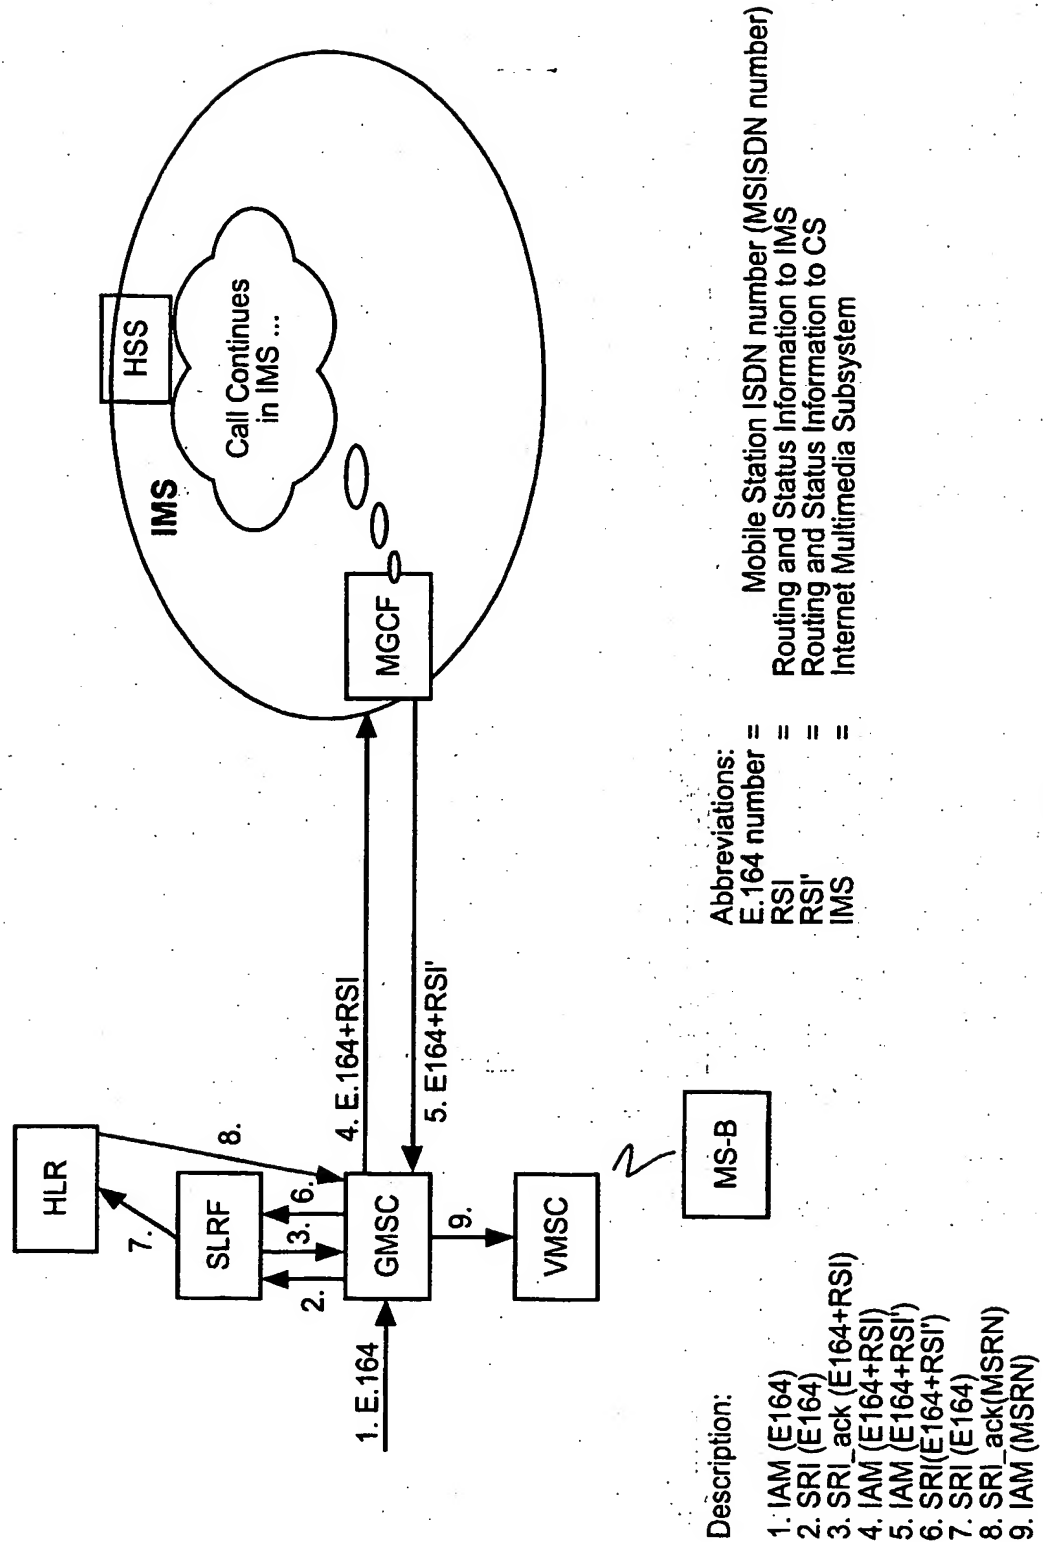 HLR
8.
7.
SLRF
2.
3.
6.
1. E.164
GMSC
4. E.164+RSI
5. E164+RSI'
9.
VMSC
MS-B
IMS
HSS
Call Continues
in IMS ...
MGCF
Description:
1. IAM (E164)
2. SRI (E164)
3. SRI_ack (E164+RSI)
4. IAM (E164+RSI)
5. IAM (E164+RSI')
6. SRI(E164+RSI')
7. SRI (E164)
8. SRI_ack(MSRN)
9. IAM (MSRN)
Abbreviations:
E.164 number = Mobile Station ISDN number (MSISDN number)
RSI = Routing and Status Information to IMS
RSI' = Routing and Status Information to CS
IMS = Internet Multimedia Subsystem